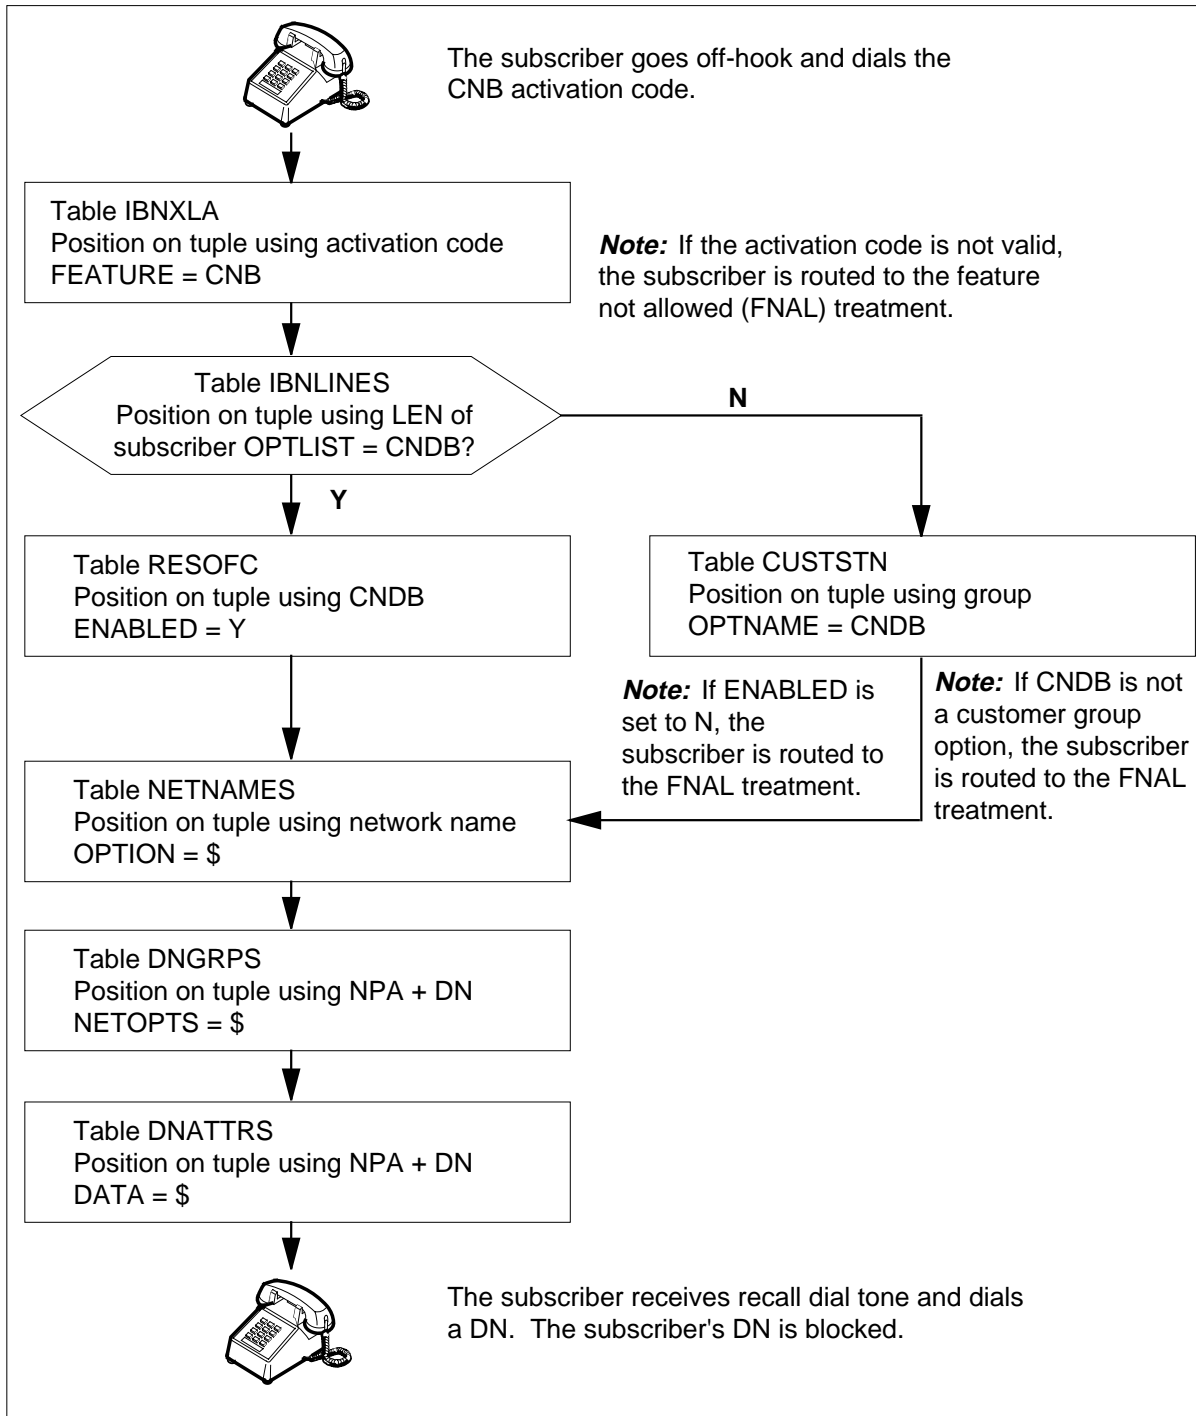 The subscriber goes off-hook and dials the
CNB activation code.
Table IBNXLA
Position on tuple using activation code
FEATURE = CNB
Note: If the activation code is not valid,
the subscriber is routed to the feature
not allowed (FNAL) treatment.
Table IBNLINES
Position on tuple using LEN of
subscriber OPTLIST = CNDB?
N
Y
Table RESOFC
Position on tuple using CNDB
ENABLED = Y
Table CUSTSTN
Position on tuple using group
OPTNAME = CNDB
Note: If ENABLED is
set to N, the
subscriber is routed to
the FNAL treatment.
Note: If CNDB is not
a customer group
option, the subscriber
is routed to the FNAL
treatment.
Table NETNAMES
Position on tuple using network name
OPTION = $
Table DNGRPS
Position on tuple using NPA + DN
NETOPTS = $
Table DNATTRS
Position on tuple using NPA + DN
DATA = $
The subscriber receives recall dial tone and dials
a DN.  The subscriber's DN is blocked.